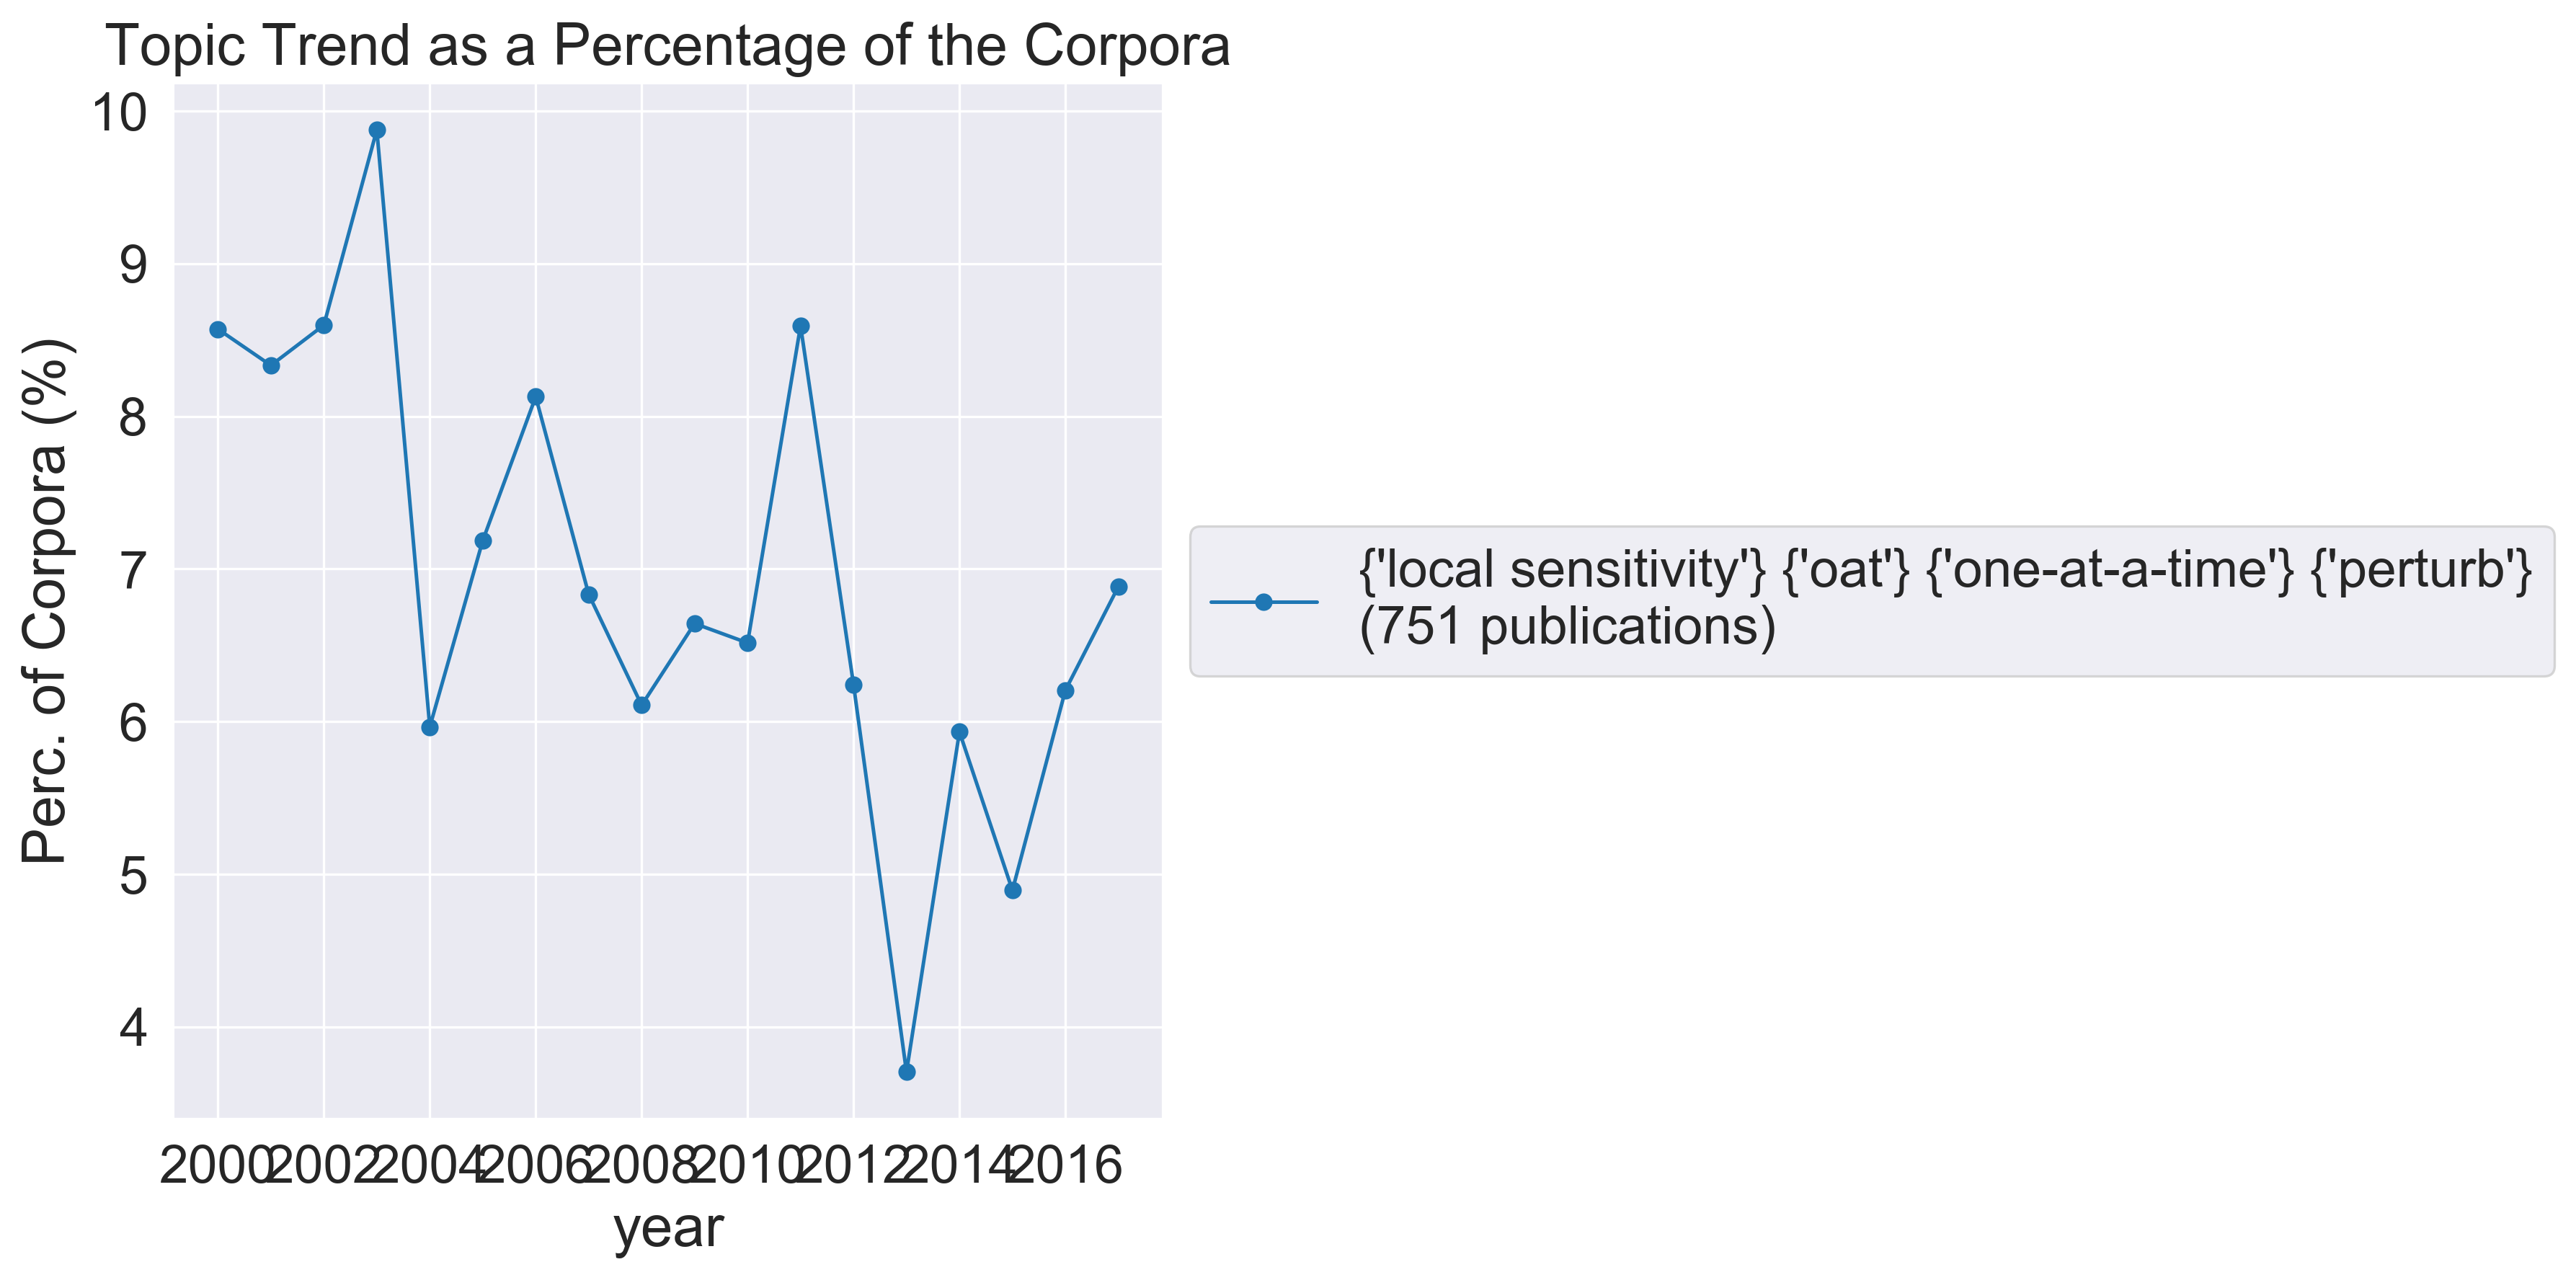 Topic Trend as a Percentage of the Corpora
Perc. of Corpora (%)
10
9
8
7
6
5
4
2000 2002 2004 2006 2008 2010 2012 2014 2016
year
{'local sensitivity'} {'oat'} {'one-at-a-time'} {'perturb'}
(751 publications)